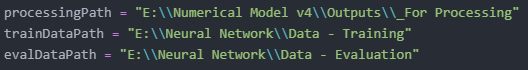 processingPath = "E:\\Numerical Model v4\\Outputs\\_For Processing"
trainDataPath = "E:\\Neural Network\\Data - Training"
evalDataPath = "E:\\Neural Network\\Data - Evaluation"